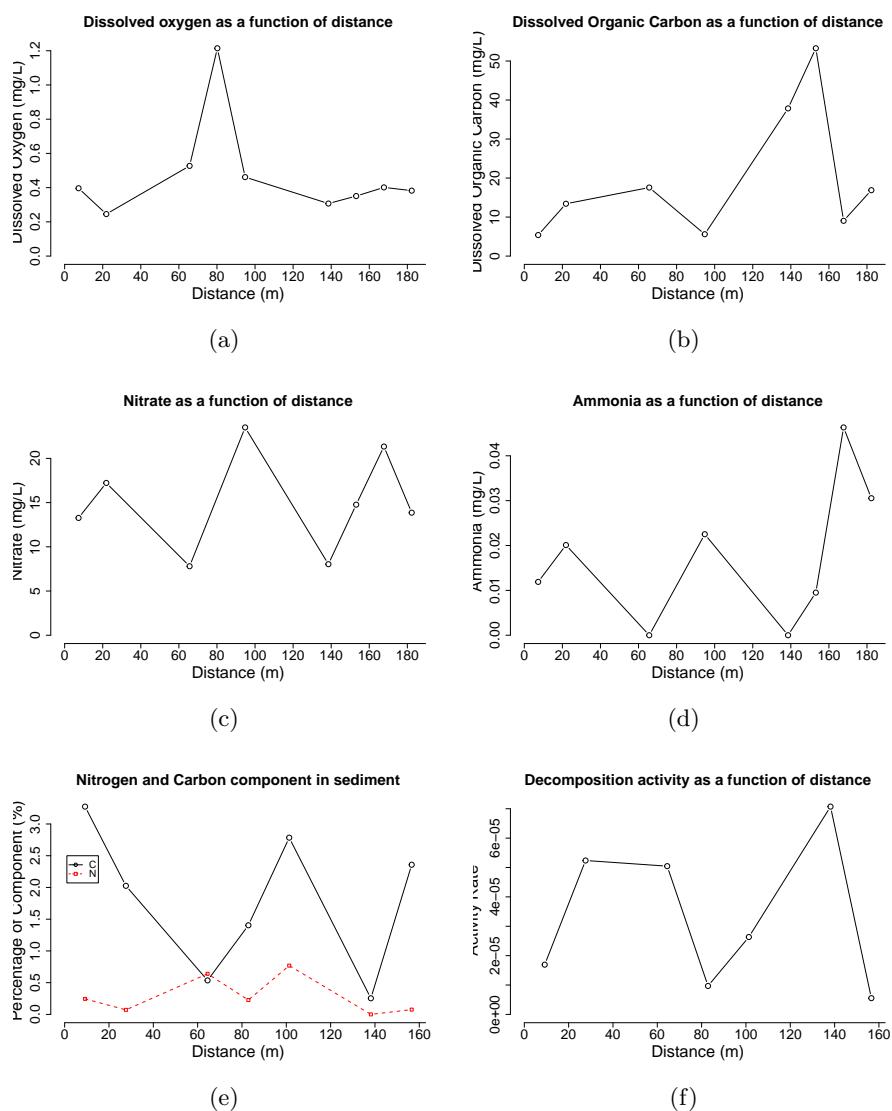 Dissolved oxygen as a function of distance
Dissolved Oxygen (mg/L)
0.0 0.2 0.4 0.6 0.8 1.0 1.2
0 20 40 60 80 100 120 140 160 180
Distance (m)
(a)
Dissolved Organic Carbon as a function of distance
Dissolved Organic Carbon (mg/L)
0 10 20 30 40 50
0 20 40 60 80 100 120 140 160 180
Distance (m)
(b)
Nitrate as a function of distance
Nitrate (mg/L)
0 5 10 15 20
0 20 40 60 80 100 120 140 160 180
Distance (m)
(c)
Ammonia as a function of distance
Ammonia (mg/L)
0.00 0.01 0.02 0.03 0.04
0 20 40 60 80 100 120 140 160 180
Distance (m)
(d)
Nitrogen and Carbon component in sediment
Percentage of Component (%)
0.0 0.5 1.0 1.5 2.0 2.5 3.0
C
N
0 20 40 60 80 100 120 140 160
Distance (m)
(e)
Decomposition activity as a function of distance
Activity Rate
0e+00 2e-05 4e-05 6e-05
0 20 40 60 80 100 120 140 160
Distance (m)
(f)